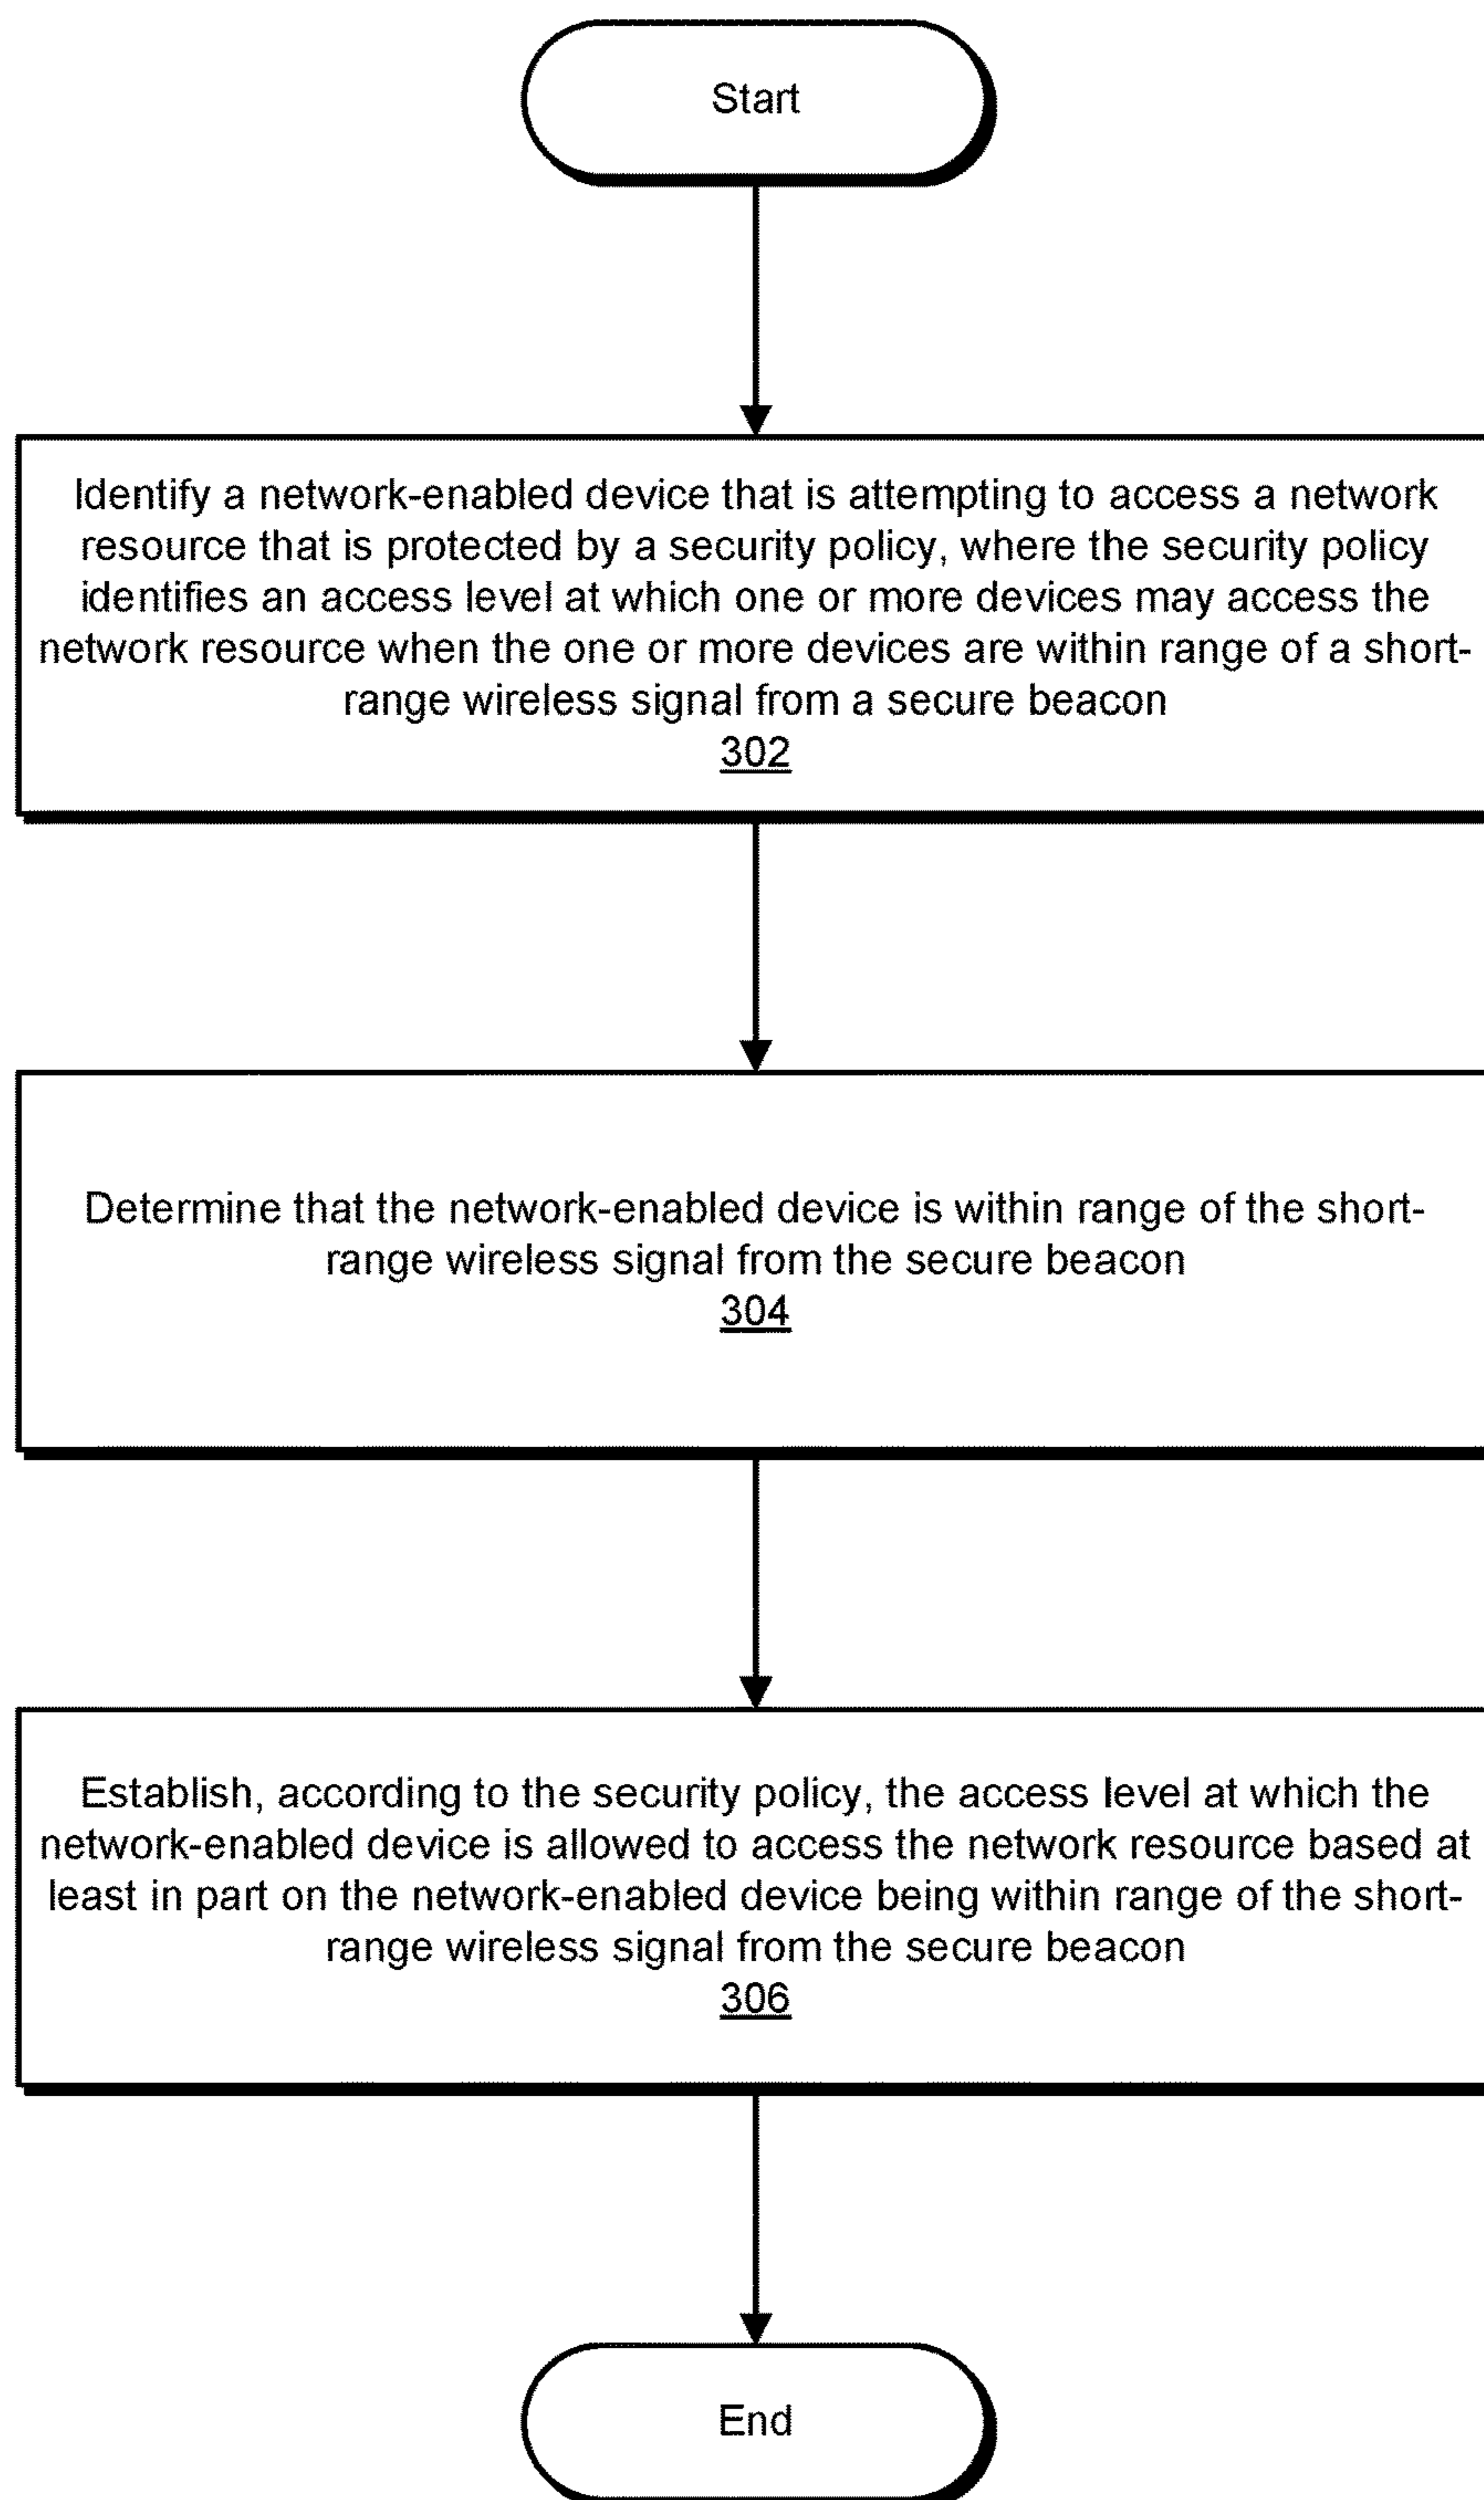 Start
Identify a network-enabled device that is attempting to access a network
resource that is protected by a security policy, where the security policy
identifies an access level at which one or more devices may access the
network resource when the one or more devices are within range of a short-
range wireless signal from a secure beacon
302
Determine that the network-enabled device is within range of the short-
range wireless signal from the secure beacon
304
Establish, according to the security policy, the access level at which the
network-enabled device is allowed to access the network resource based at
least in part on the network-enabled device being within range of the short-
range wireless signal from the secure beacon
306
End